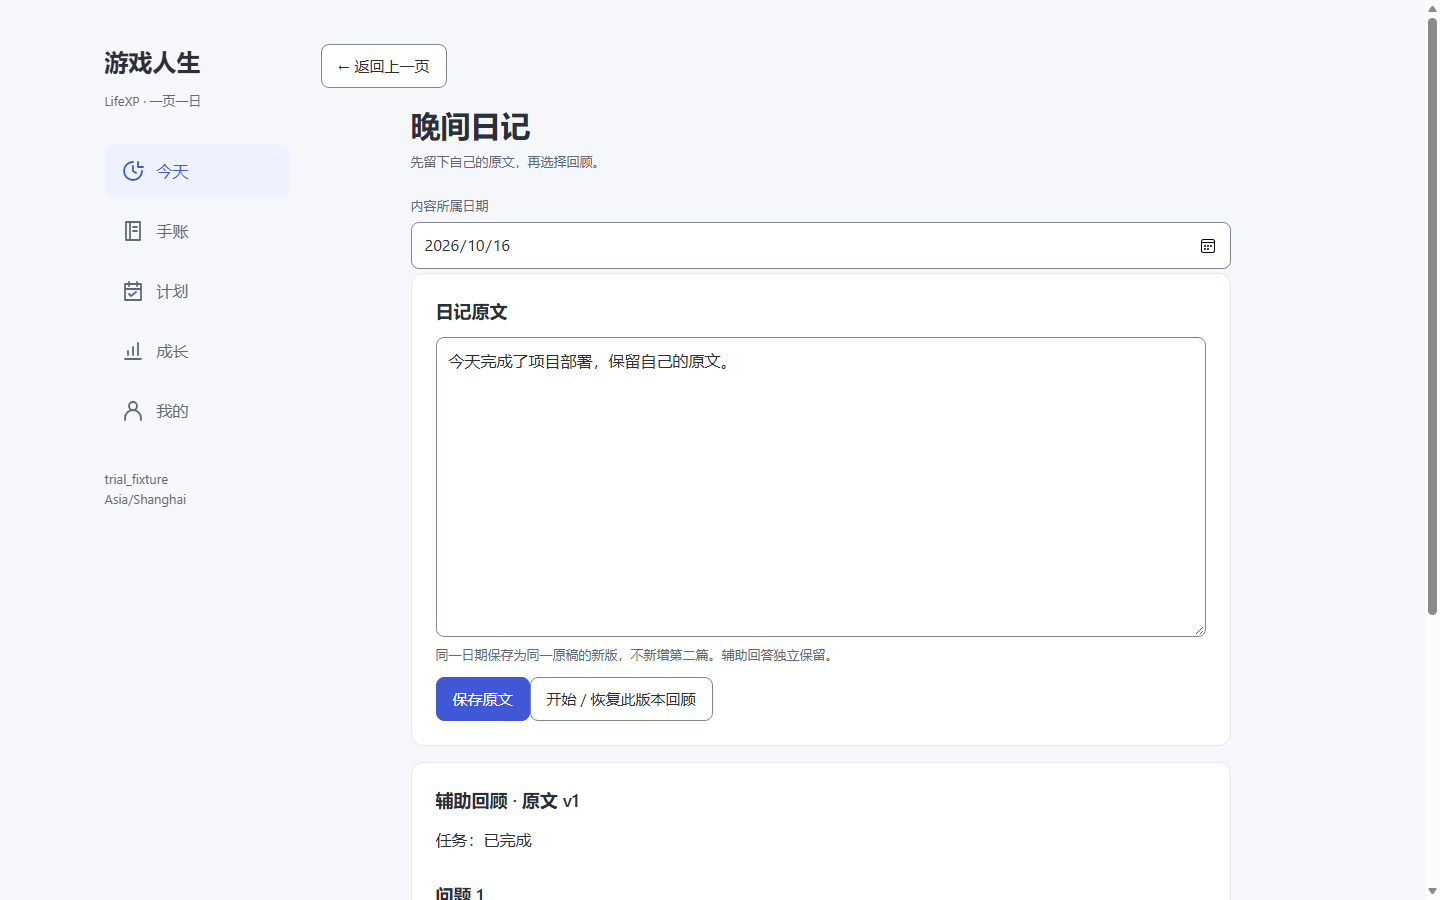 游戏人生
LifeXP · 一页一日
今天
手账
计划
成长
我的
trial_fixture
Asia/Shanghai
← 返回上一页
晚间日记
先留下自己的原文，再选择回顾。
内容所属日期
2026/10/16
日记原文
今天完成了项目部署，保留自己的原文。
同一日期保存为同一原稿的新版，不新增第二篇。辅助回答独立保留。
保存原文
开始 / 恢复此版本回顾
辅助回顾 · 原文 v1
任务：已完成
问题 1